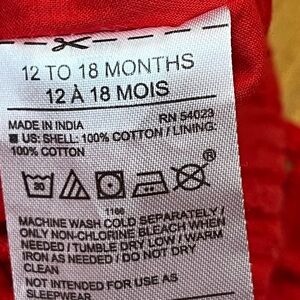 12 TO 18 MONTHS
12 À 18 MOIS
RN 54023
MADE IN INDIA
US: SHELL: 100% COTTON / LINING:
100% COTTON
1166
MACHINE WASH COLD SEPARATELY /
ONLY NON-CHLORINE BLEACH WHEN
NEEDED / TUMBLE DRY LOW / WARM
IRON AS NEEDED / DO NOT DRY
CLEAN
NOT INTENDED FOR USE AS
SLEEPWEAR